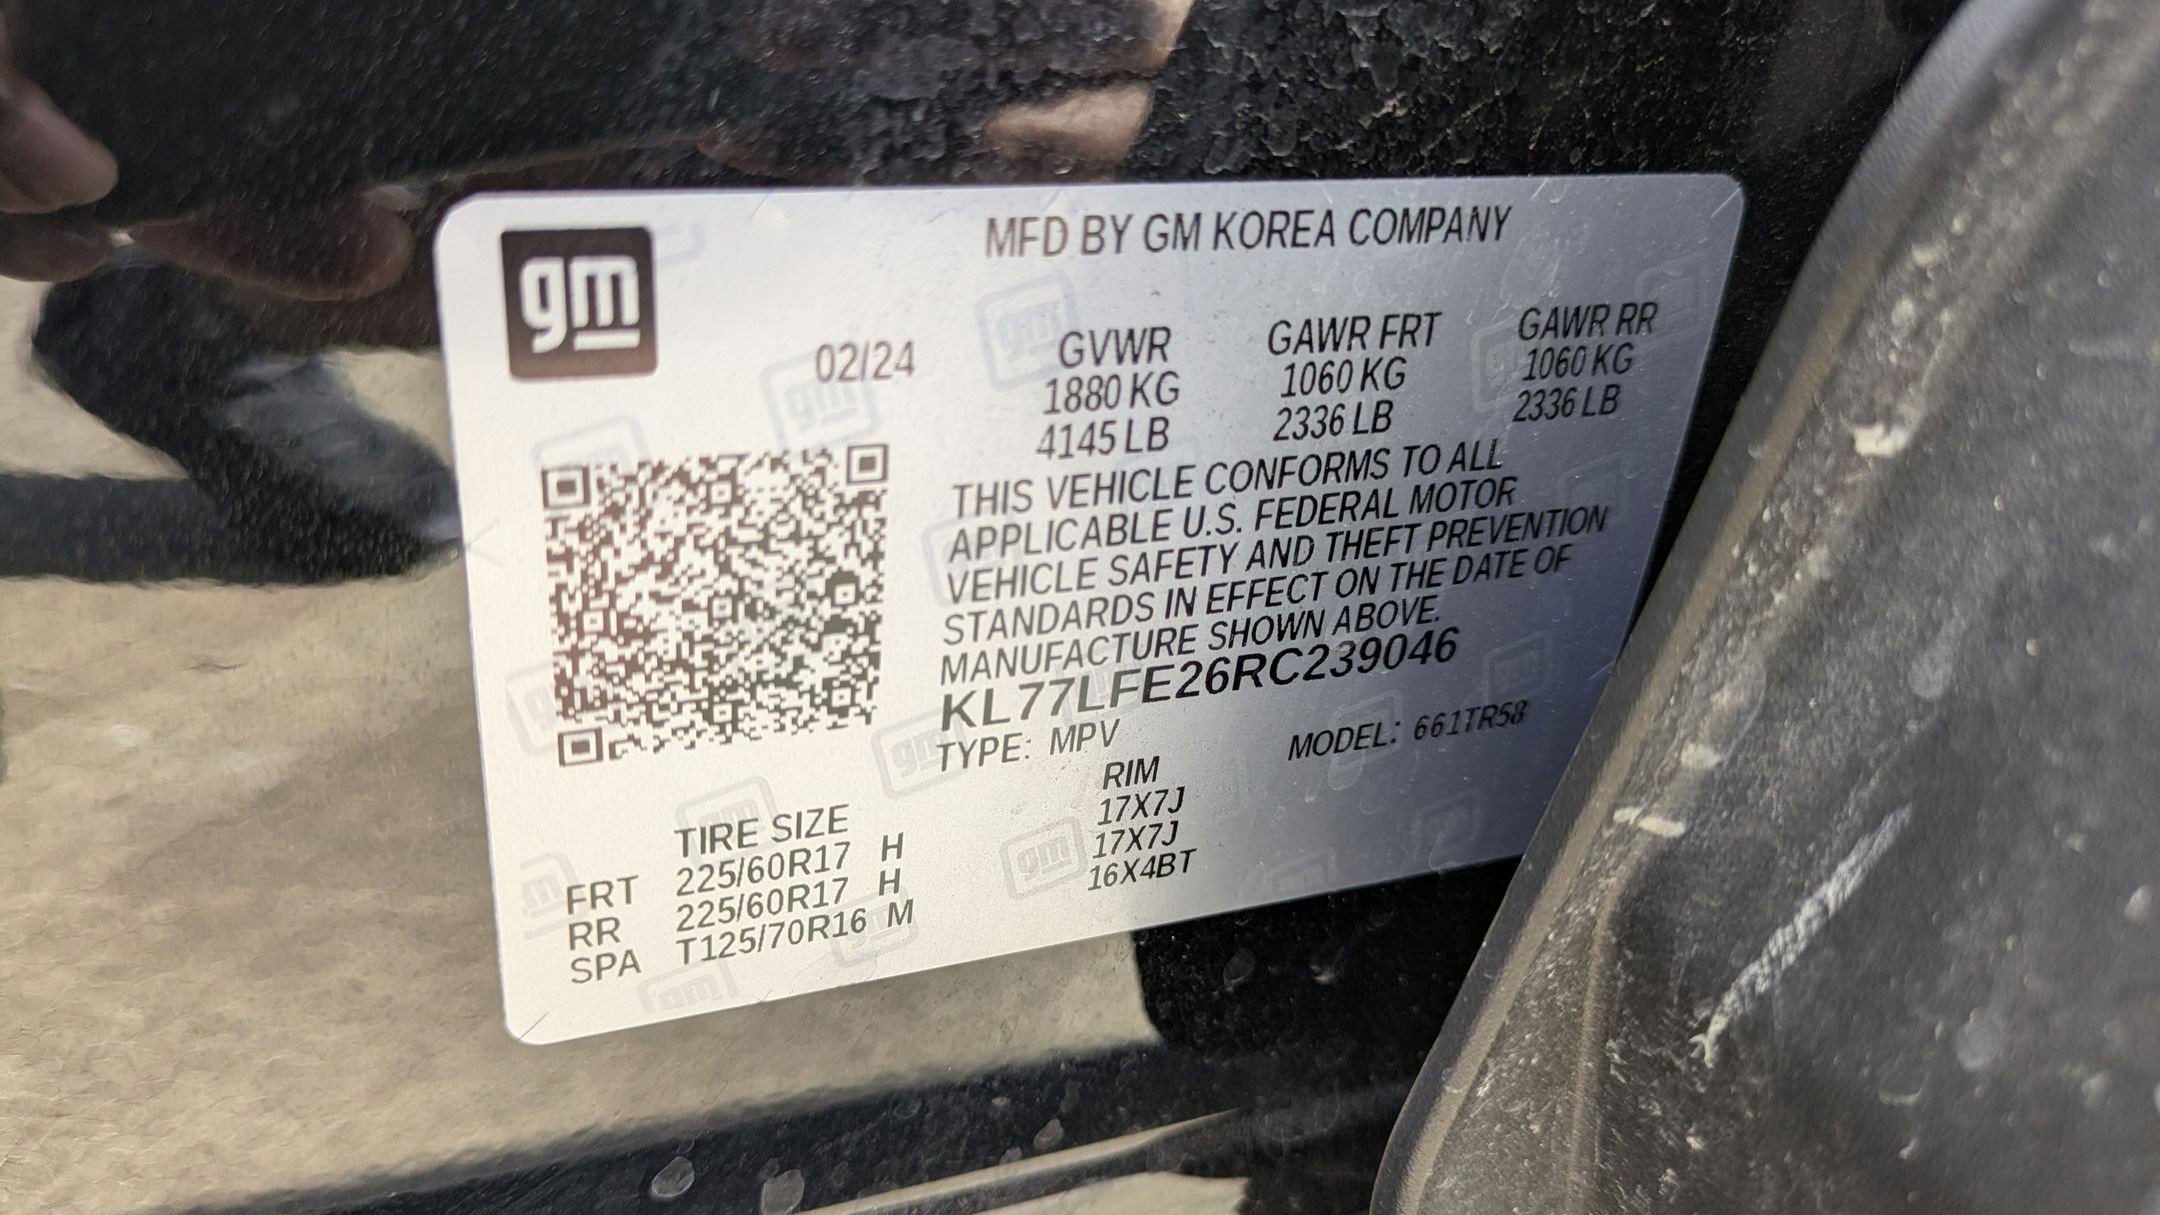 gm
MFD BY GM KOREA COMPANY
02/24
GVWR GAWR FRT GAWR RR
1880 KG 1060 KG 1060 KG
4145 LB 2336 LB 2336 LB
THIS VEHICLE CONFORMS TO ALL
APPLICABLE U.S. FEDERAL MOTOR
VEHICLE SAFETY AND THEFT PREVENTION
STANDARDS IN EFFECT ON THE DATE OF
MANUFACTURE SHOWN ABOVE.
KL77LFE26RC239046
TYPE: MPV MODEL: 661TR58
TIRE SIZE RIM
FRT 225/60R17 H 17X7J
RR 225/60R17 H 17X7J
SPA T125/70R16 M 16X4BT